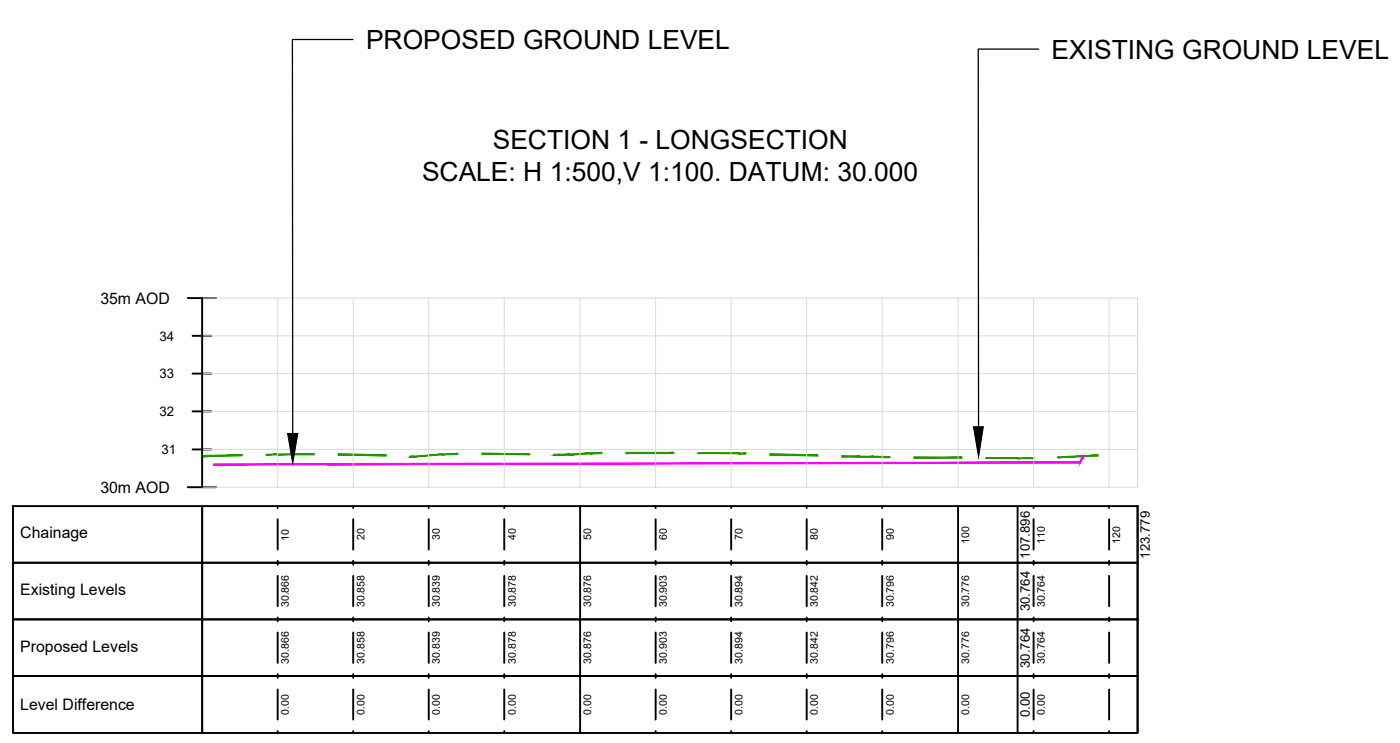 PROPOSED GROUND LEVEL
EXISTING GROUND LEVEL
SECTION 1 - LONGSECTION
SCALE: H 1:500,V 1:100. DATUM: 30.000
35m AOD
34
33
32
31
30m AOD
Chainage 10 20 30 40 50 60 70 80 90 100 107.896 110 120 123.779
Existing Levels 30.866 30.858 30.839 30.878 30.876 30.903 30.894 30.842 30.796 30.776 30.764 30.764
Proposed Levels 30.866 30.858 30.839 30.878 30.876 30.903 30.894 30.842 30.796 30.776 30.764 30.764
Level Difference 0.00 0.00 0.00 0.00 0.00 0.00 0.00 0.00 0.00 0.00 0.00 0.00